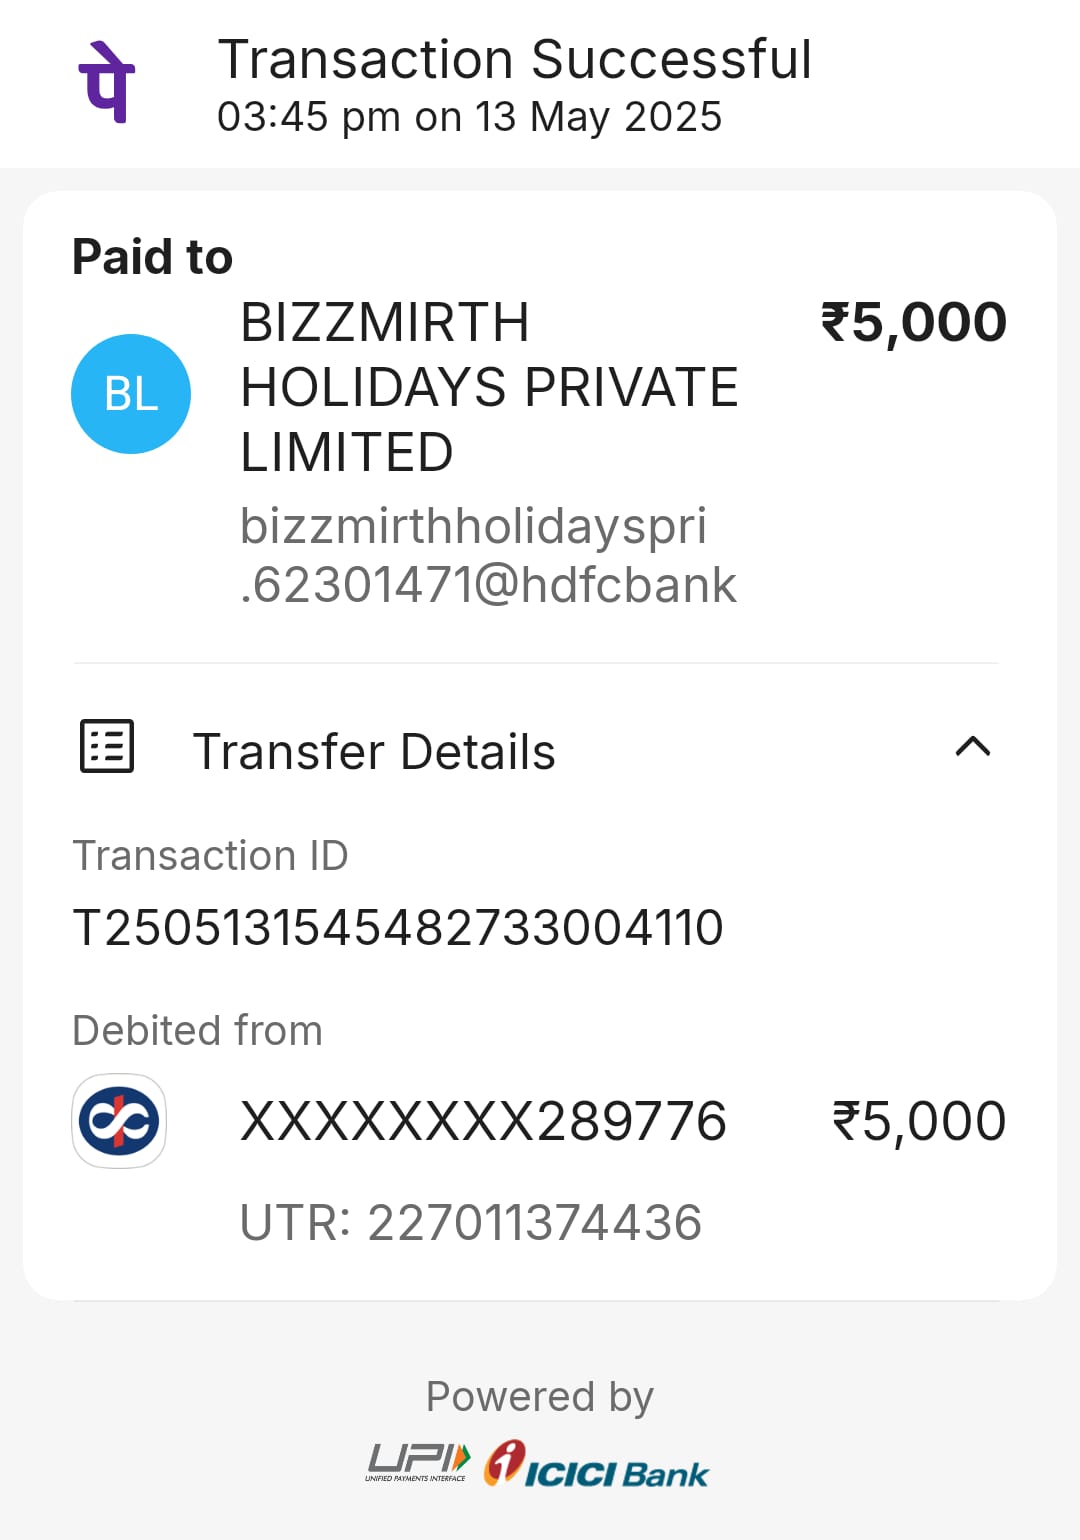 पे
Transaction Successful
03:45 pm on 13 May 2025
Paid to
BL
BIZZMIRTH
HOLIDAYS PRIVATE
LIMITED
₹5,000
bizzmirthholidayspri
.62301471@hdfcbank
Transfer Details
Transaction ID
T2505131545482733004110
Debited from
XXXXXXXX289776
₹5,000
UTR: 227011374436
Powered by
UPI
UNIFIED PAYMENTS INTERFACE
ICICI Bank